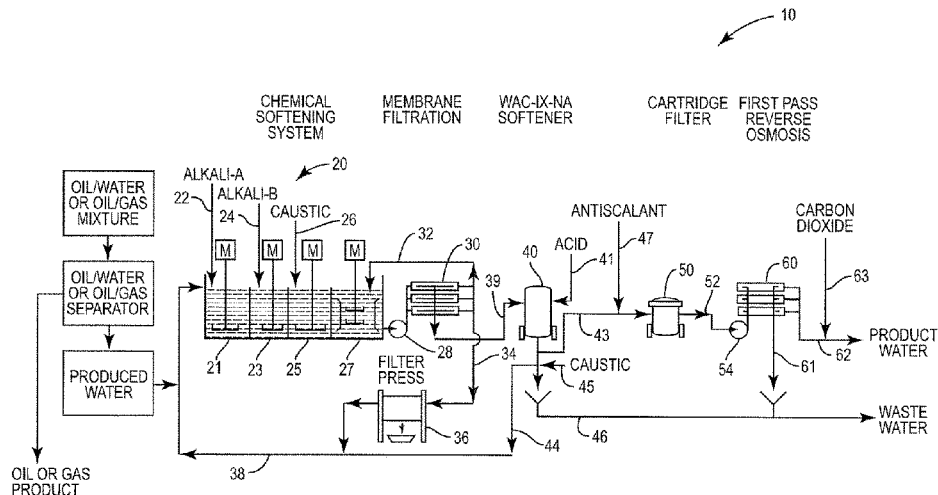 10
CHEMICAL
SOFTENING
SYSTEM
MEMBRANE
FILTRATION
WAC-IX-NA
SOFTENER
CARTRIDGE
FILTER
FIRST PASS
REVERSE
OSMOSIS
20
ALKALI-A
22
ALKALI-B
24
CAUSTIC
26
OIL/WATER
OR OIL/GAS
MIXTURE
OIL/WATER
OR OIL/GAS
SEPARATOR
PRODUCED
WATER
OIL OR GAS
PRODUCT
M
M
M
M
32
30
39
40
ACID
41
ANTISCALANT
47
50
52
60
CARBON
DIOXIDE
63
21
23
25
27
28
34
43
54
61
62
PRODUCT
WATER
FILTER
PRESS
36
CAUSTIC
45
44
46
WASTE
WATER
38